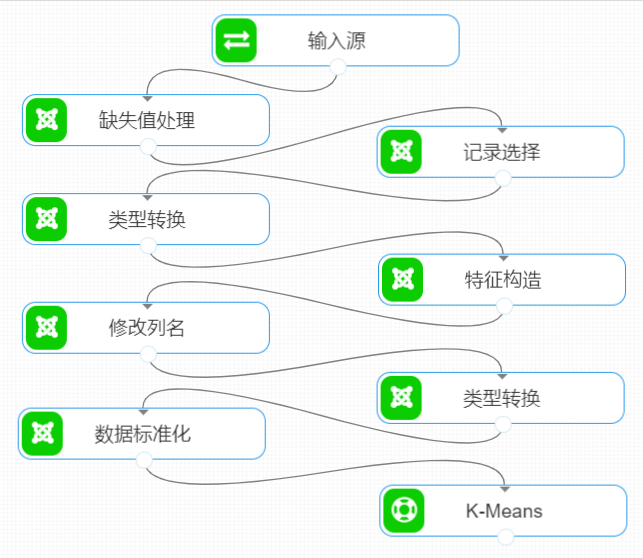 输入源
缺失值处理
记录选择
类型转换
特征构造
修改列名
类型转换
数据标准化
K-Means